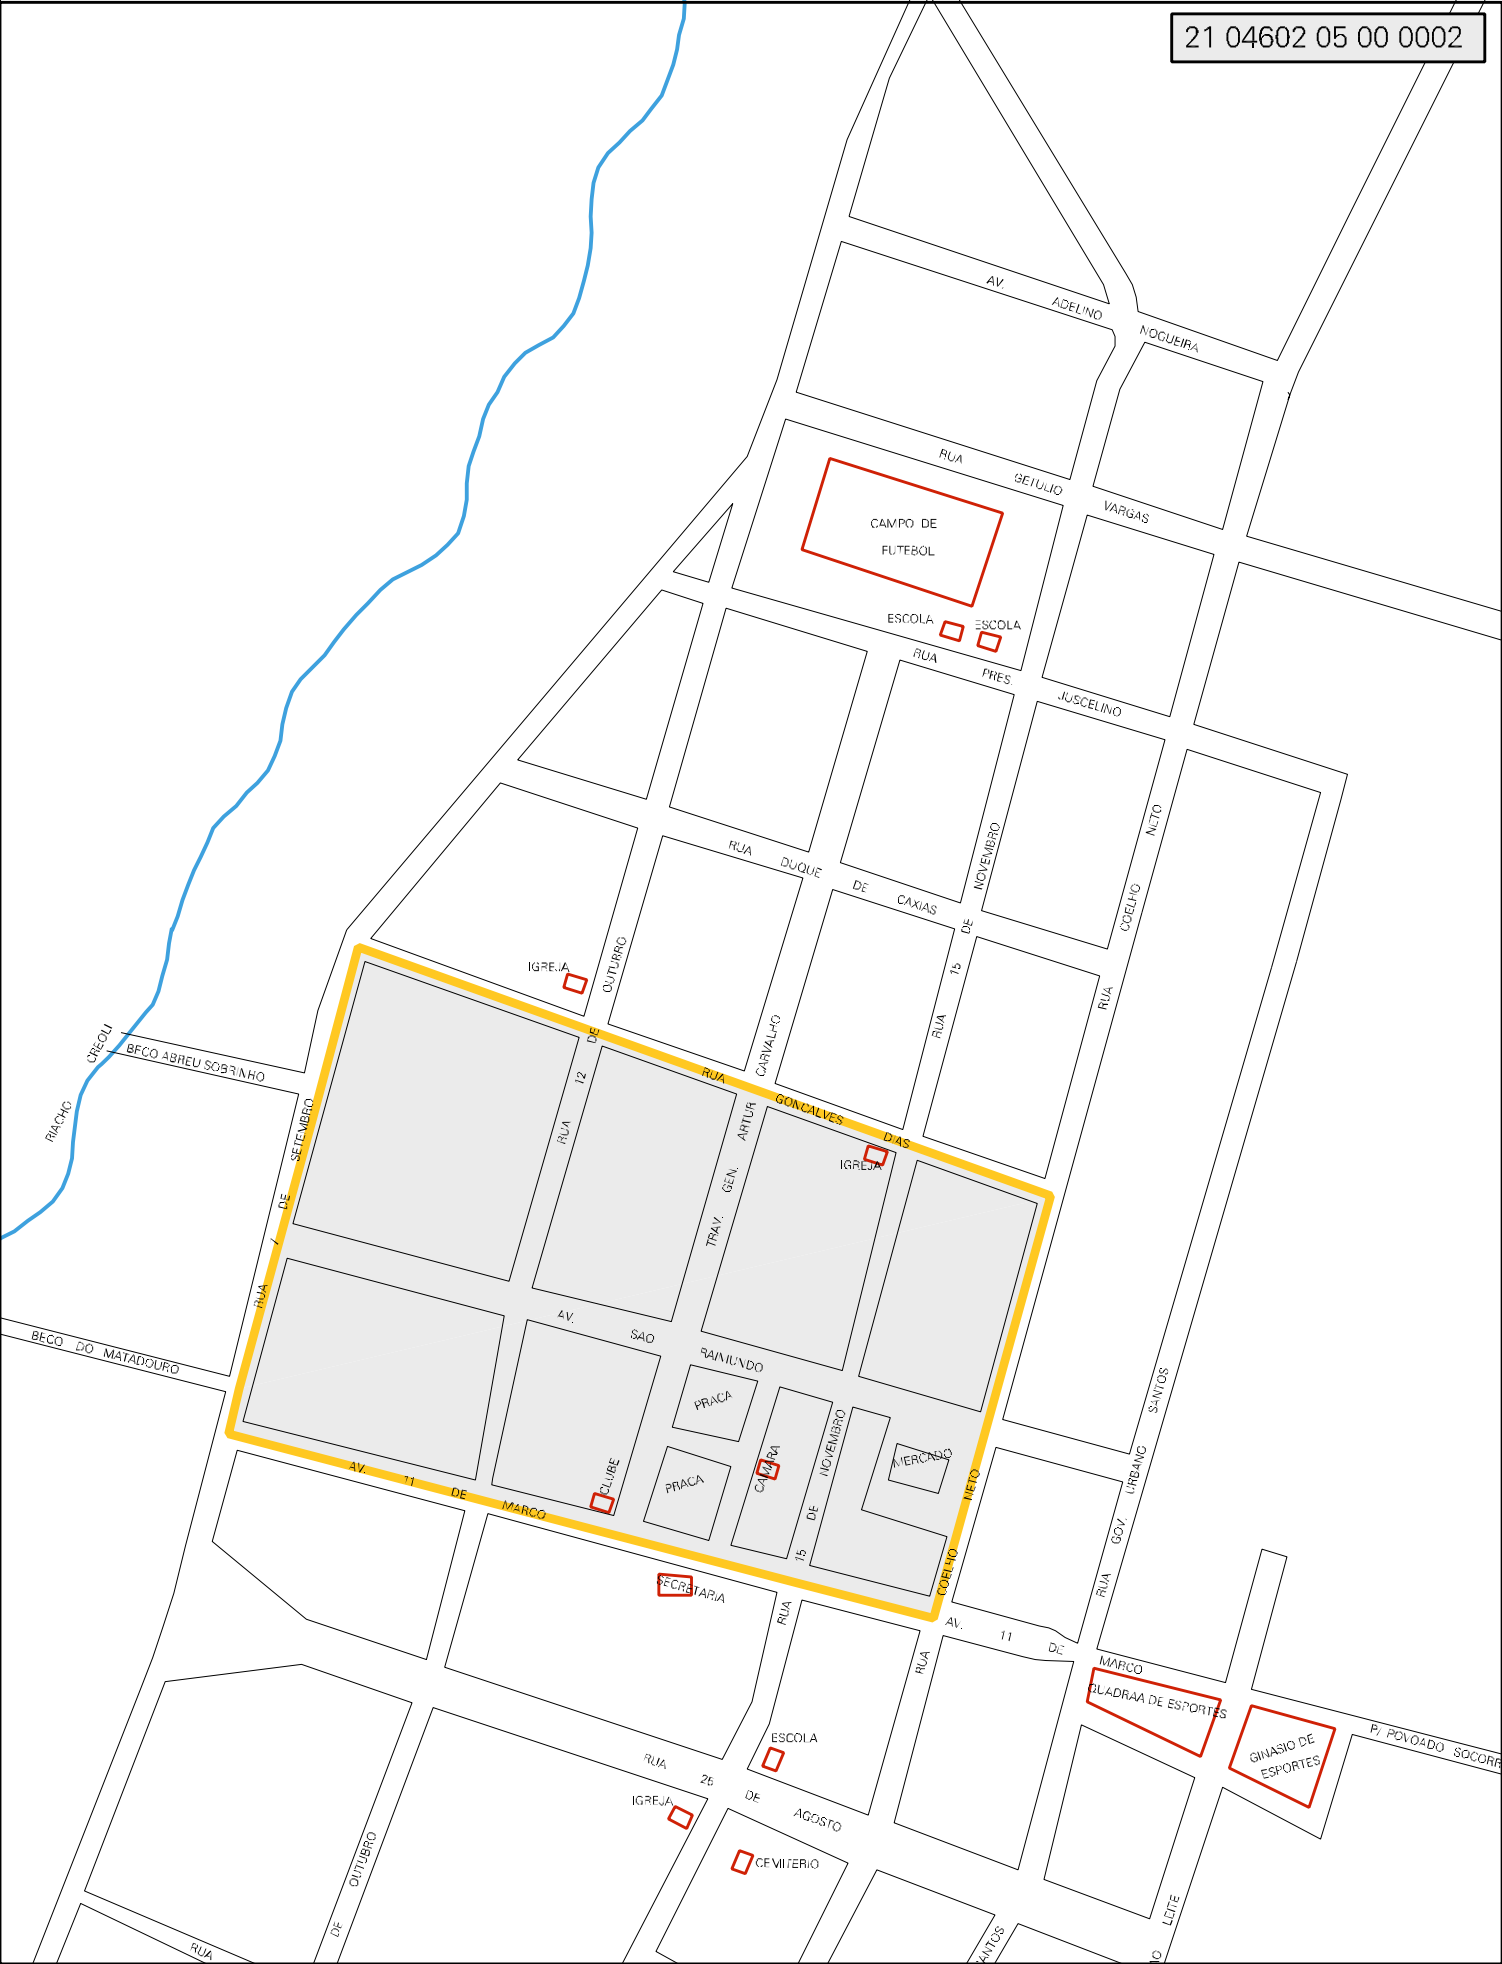 21 04602 05 00 0002
AV. ADELINO NOGUEIRA
RUA GETULIO VARGAS
CAMPO DE
FUTEBOL
ESCOLA
ESCOLA
RUA PRES. JUSCELINO
RUA DUQUE DE CAXIAS
RUA 15 DE NOVEMBRO
RUA COELHO NETO
IGREJA
RUA 12 DE OUTUBRO
TRAV. GEN. ARTUR CARVALHO
RUA GONCALVES DIAS
IGREJA
RIACHO CREOLI
BECO ABREU SOBRINHO
RUA 7 DE SETEMBRO
BECO DO MATADOURO
AV. SAO RAIMUNDO
PRACA
PRACA
CAMARA
CLUBE
MERCADO
RUA 15 DE NOVEMBRO
RUA COELHO NETO
RUA GOV. URBANO SANTOS
AV. 11 DE MARCO
SECRETARIA
AV. 11 DE MARCO
QUADRAA DE ESPORTES
GINASIO DE
ESPORTES
P/ POVOADO SOCORR
ESCOLA
RUA 25 DE AGOSTO
IGREJA
CEMITERIO
DE OUTUBRO
RUA
ANTOS
LEITE